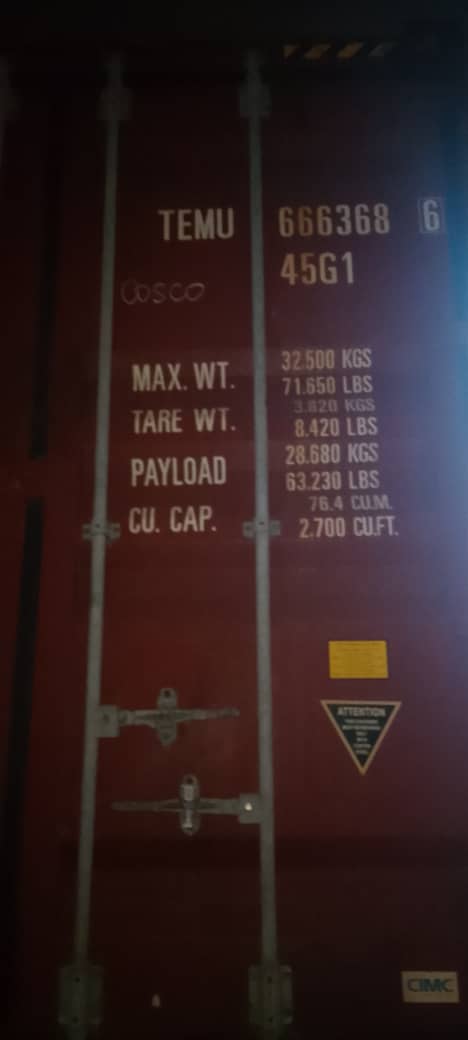 TEMU 666368 6
45G1
COSCO
MAX. WT. 32.500 KGS
71.650 LBS
TARE WT. 3.820 KGS
8.420 LBS
PAYLOAD 28.680 KGS
63.230 LBS
CU. CAP. 76.4 CU.M.
2.700 CU.FT.
ATTENTION
CIMC